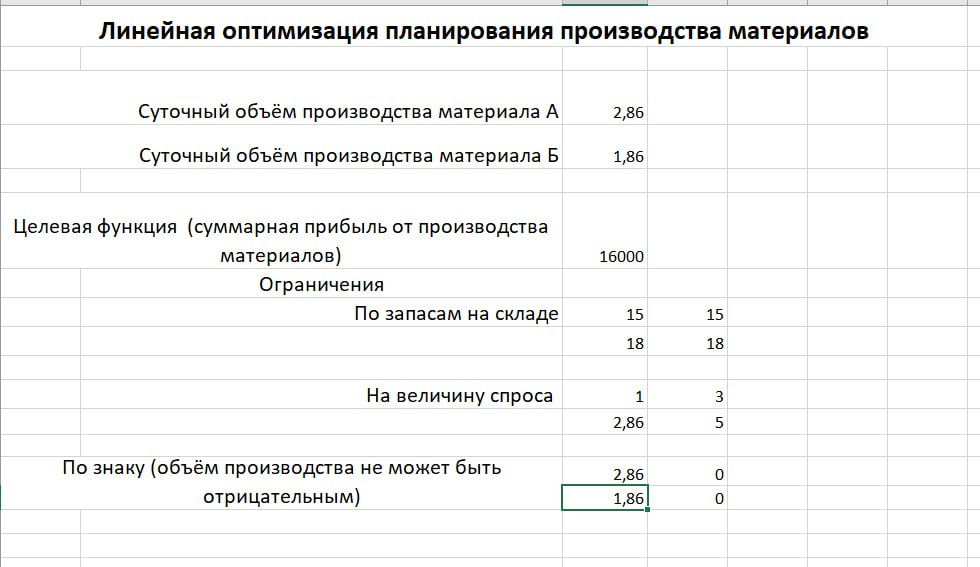 Линейная оптимизация планирования производства материалов
Суточный объём производства материала А 2,86
Суточный объём производства материала Б 1,86
Целевая функция (суммарная прибыль от производства
материалов) 16000
Ограничения
По запасам на складе 15 15
18 18
На величину спроса 1 3
2,86 5
По знаку (объём производства не может быть
2,86 0
отрицательным) 1,86 0